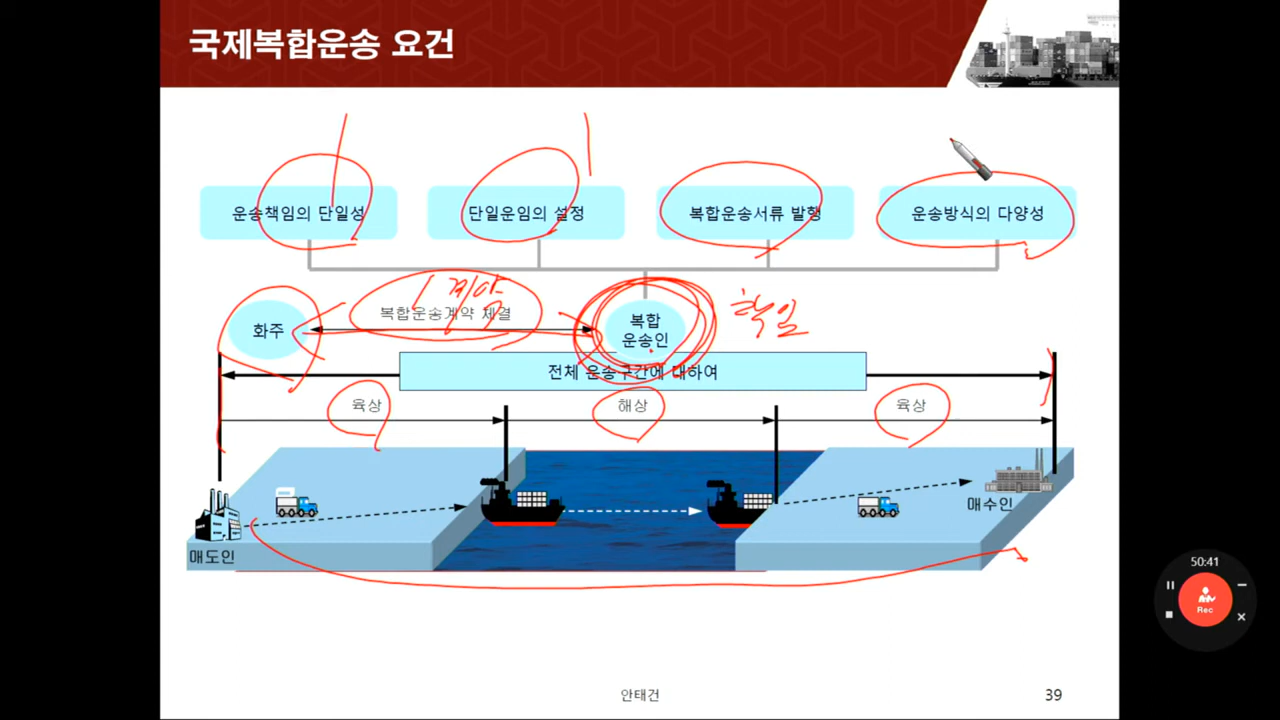 국제복합운송 요건
운송책임의 단일성
단일운임의 설정
복합운송서류 발행
운송방식의 다양성
1 계약
책임
화주
복합운송계약 체결
복합
운송인
전체 운송구간에 대하여
육상
해상
육상
매도인
매수인
50:41
Rec
안태건
39